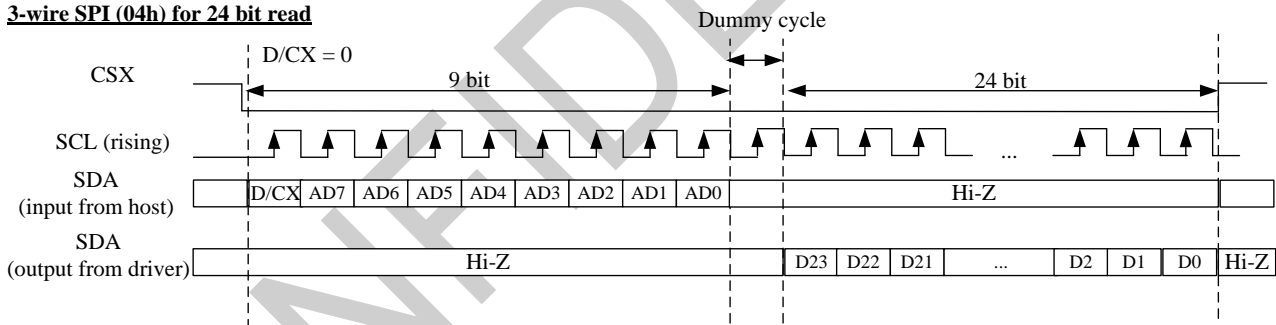 3-wire SPI (04h) for 24 bit read
Dummy cycle
D/CX = 0
CSX
9 bit
24 bit
SCL (rising)
...
SDA
(input from host)
D/CX AD7 AD6 AD5 AD4 AD3 AD2 AD1 AD0 Hi-Z
SDA
(output from driver)
Hi-Z D23 D22 D21 ... D2 D1 D0 Hi-Z